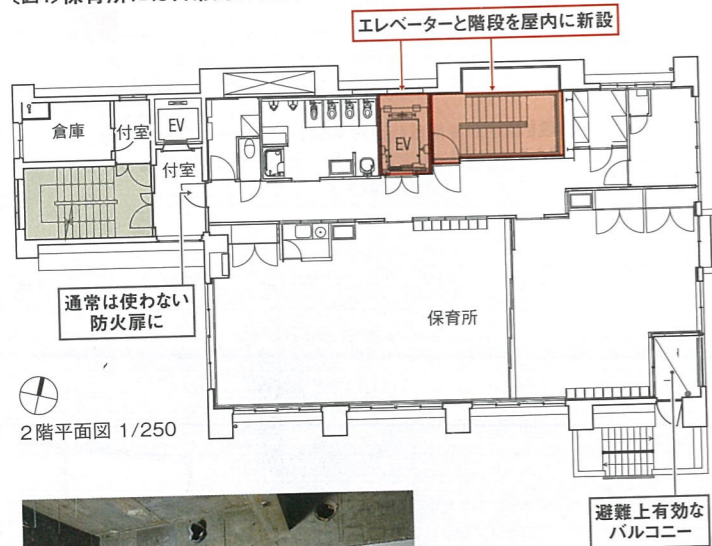 エレベーターと階段を屋内に新設
倉庫
付室
EV
付室
EV
通常は使わない
防火扉に
保育所
2階平面図 1/250
避難上有効な
バルコニー